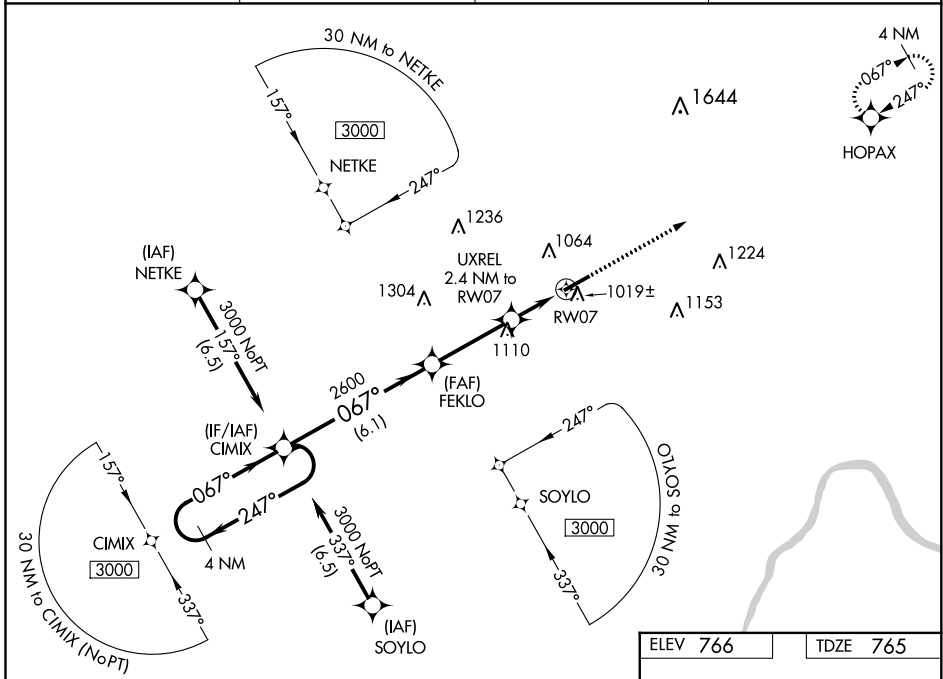 30 NM to NETKE
157°
3000
NETKE
247°
4 NM
067°
247°
HOPAX
1644
1236
1064
1224
UXREL
2.4 NM to
RW07
1304
1019±
1153
RW07
1110
(IAF)
NETKE
3000 NoPT
157°
(6.5)
2600
067°
(6.1)
(FAF)
FEKLO
(IF/IAF)
CIMIX
067°
247°
4 NM
157°
CIMIX
3000
337°
30 NM to CIMIX (NoPT)
3000 NoPT
337°
(6.5)
(IAF)
SOYLO
247°
SOYLO
3000
337°
30 NM to SOYLO
ELEV 766
TDZE 765